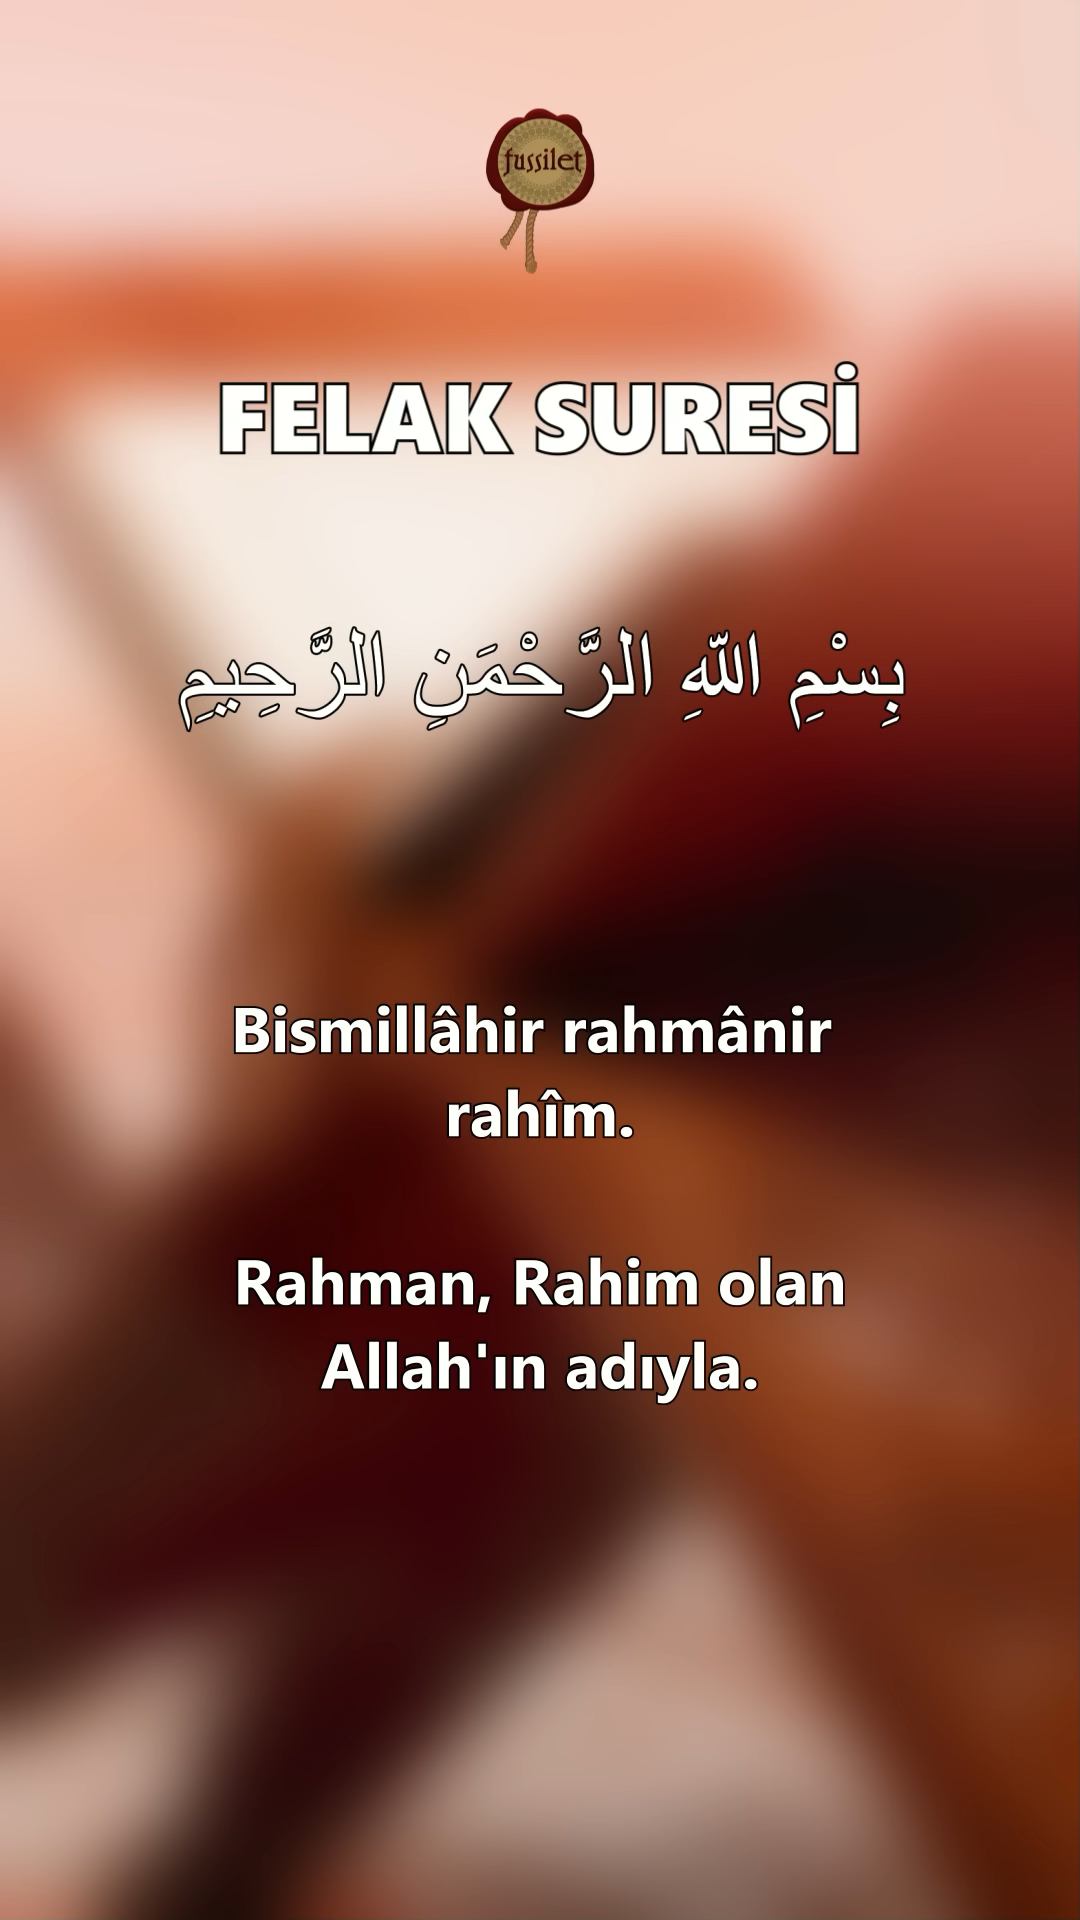 fussilet
FELAK SURESİ
بِسْمِ اللّٰهِ الرَّحْمَنِ الرَّحِيمِ
Bismillâhir rahmânir
rahîm.
Rahman, Rahim olan
Allah'ın adıyla.